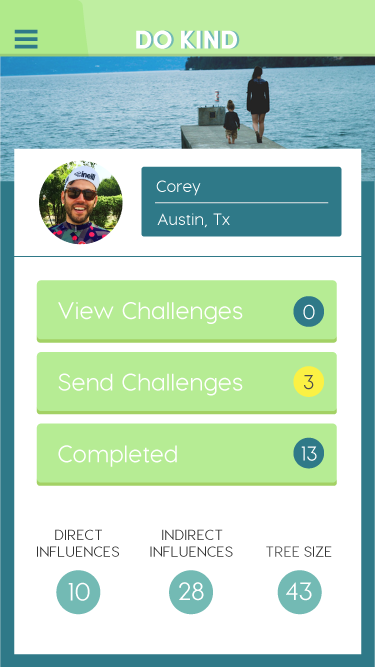 DO KIND
cinelli
Corey
Austin, Tx
View Challenges 0
Send Challenges 3
Completed 13
DIRECT INFLUENCES
10
INDIRECT INFLUENCES
28
TREE SIZE
43